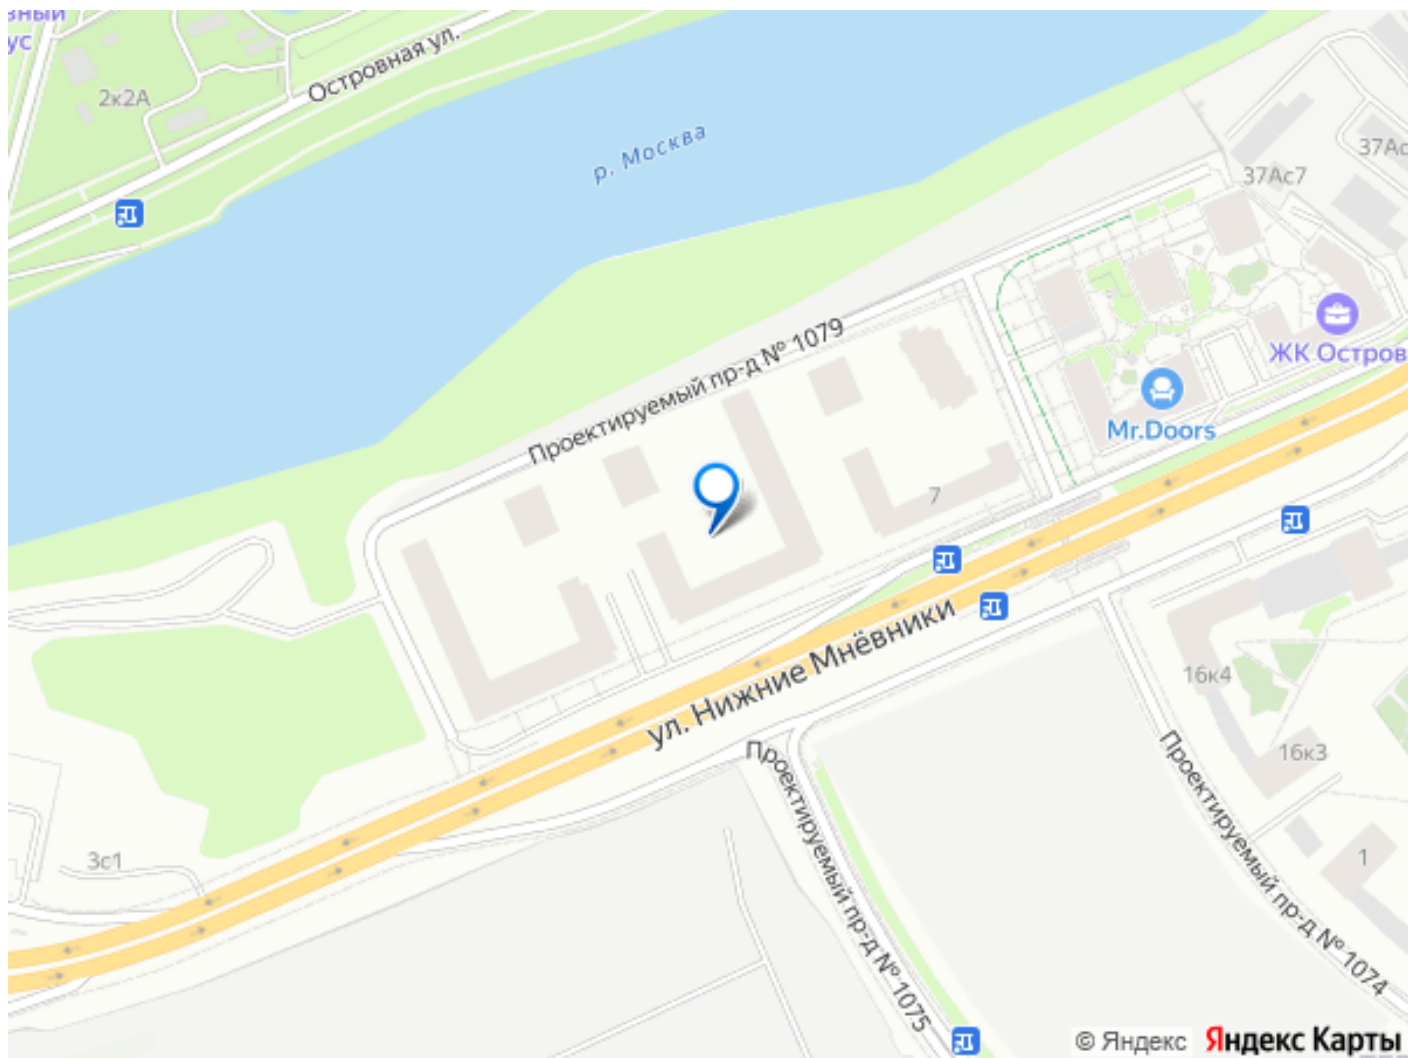 ус
Островная ул.
2к2А
р. Москва
37Ас
37Ас7
Проектируемый пр-д № 1079
ЖК Остров
Mr.Doors
7
ул. Нижние Мнёвники
16к4
16к3
Проектируемый пр-д № 1075
Проектируемый пр-д № 1074
3с1
1
© Яндекс Яндекс Карты